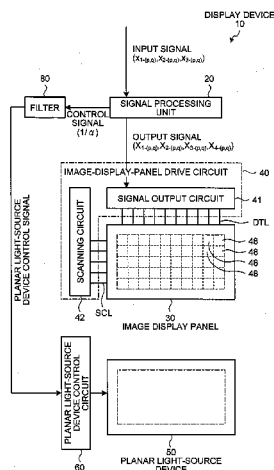 DISPLAY DEVICE
10
INPUT SIGNAL
(x1-(p,q),x2-(p,q),x3-(p,q))
80
20
FILTER
CONTROL
SIGNAL
(1/α)
SIGNAL PROCESSING
UNIT
OUTPUT SIGNAL
(X1-(p,q),X2-(p,q),X3-(p,q),X4-(p,q))
IMAGE-DISPLAY-PANEL DRIVE CIRCUIT
40
SIGNAL OUTPUT CIRCUIT
41
DTL
SCANNING CIRCUIT
48
48
48
48
SCL
42
30
IMAGE DISPLAY PANEL
PLANAR LIGHT-SOURCE
DEVICE CONTROL SIGNAL
PLANAR LIGHT-SOURCE
DEVICE CONTROL
CIRCUIT
60
50
PLANAR LIGHT-SOURCE
DEVICE